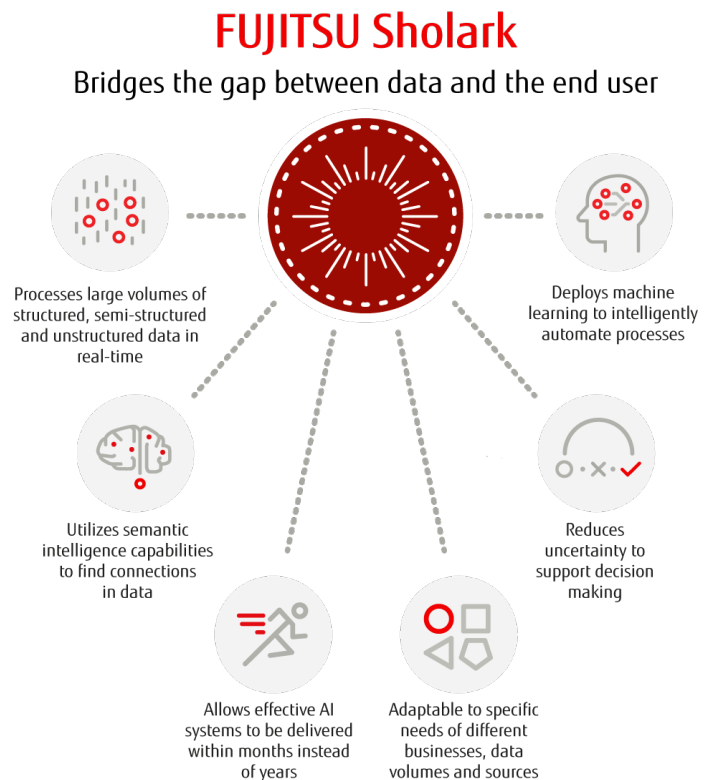 FUJITSU Sholark
Bridges the gap between data and the end user
Processes large volumes of
structured, semi-structured
and unstructured data in
real-time
Deploys machine
learning to intelligently
automate processes
Utilizes semantic
intelligence capabilities
to find connections
in data
Reduces
uncertainty to
support decision
making
Allows effective AI
systems to be delivered
within months instead
of years
Adaptable to specific
needs of different
businesses, data
volumes and sources